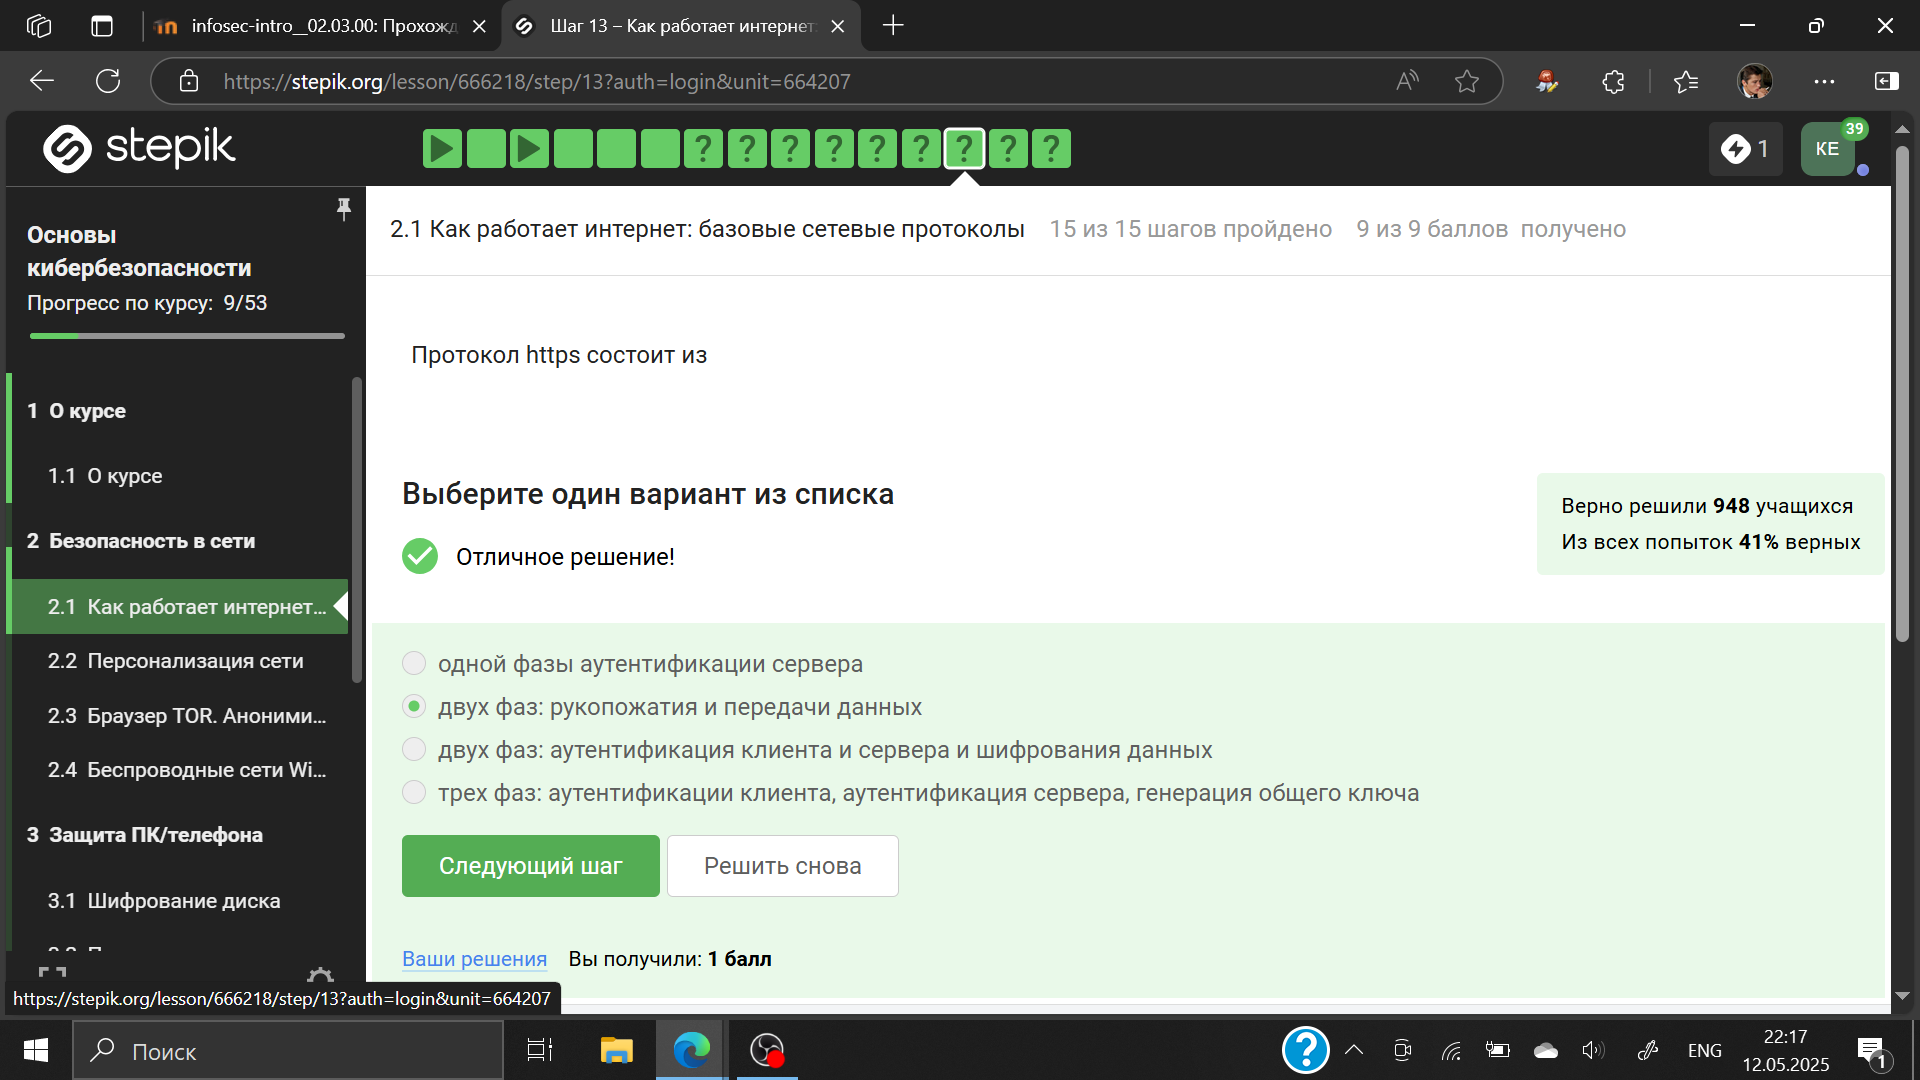 infosec-intro__02.03.00: Прохожд
Шаг 13 – Как работает интернет:
https://stepik.org/lesson/666218/step/13?auth=login&unit=664207
stepik
? ? ? ? ? ? ? ? ?
1
KE
39
Основы
кибербезопасности
Прогресс по курсу: 9/53
1 О курсе
1.1 О курсе
2 Безопасность в сети
2.1 Как работает интернет...
2.2 Персонализация сети
2.3 Браузер TOR. Аноними...
2.4 Беспроводные сети Wi...
3 Защита ПК/телефона
3.1 Шифрование диска
2.1 Как работает интернет: базовые сетевые протоколы 15 из 15 шагов пройдено 9 из 9 баллов получено
Протокол https состоит из
Выберите один вариант из списка
Отличное решение!
Верно решили 948 учащихся
Из всех попыток 41% верных
одной фазы аутентификации сервера
двух фаз: рукопожатия и передачи данных
двух фаз: аутентификация клиента и сервера и шифрования данных
трех фаз: аутентификации клиента, аутентификация сервера, генерация общего ключа
Следующий шаг
Решить снова
Ваши решения Вы получили: 1 балл
https://stepik.org/lesson/666218/step/13?auth=login&unit=664207
Поиск
?
ENG
22:17
12.05.2025
1